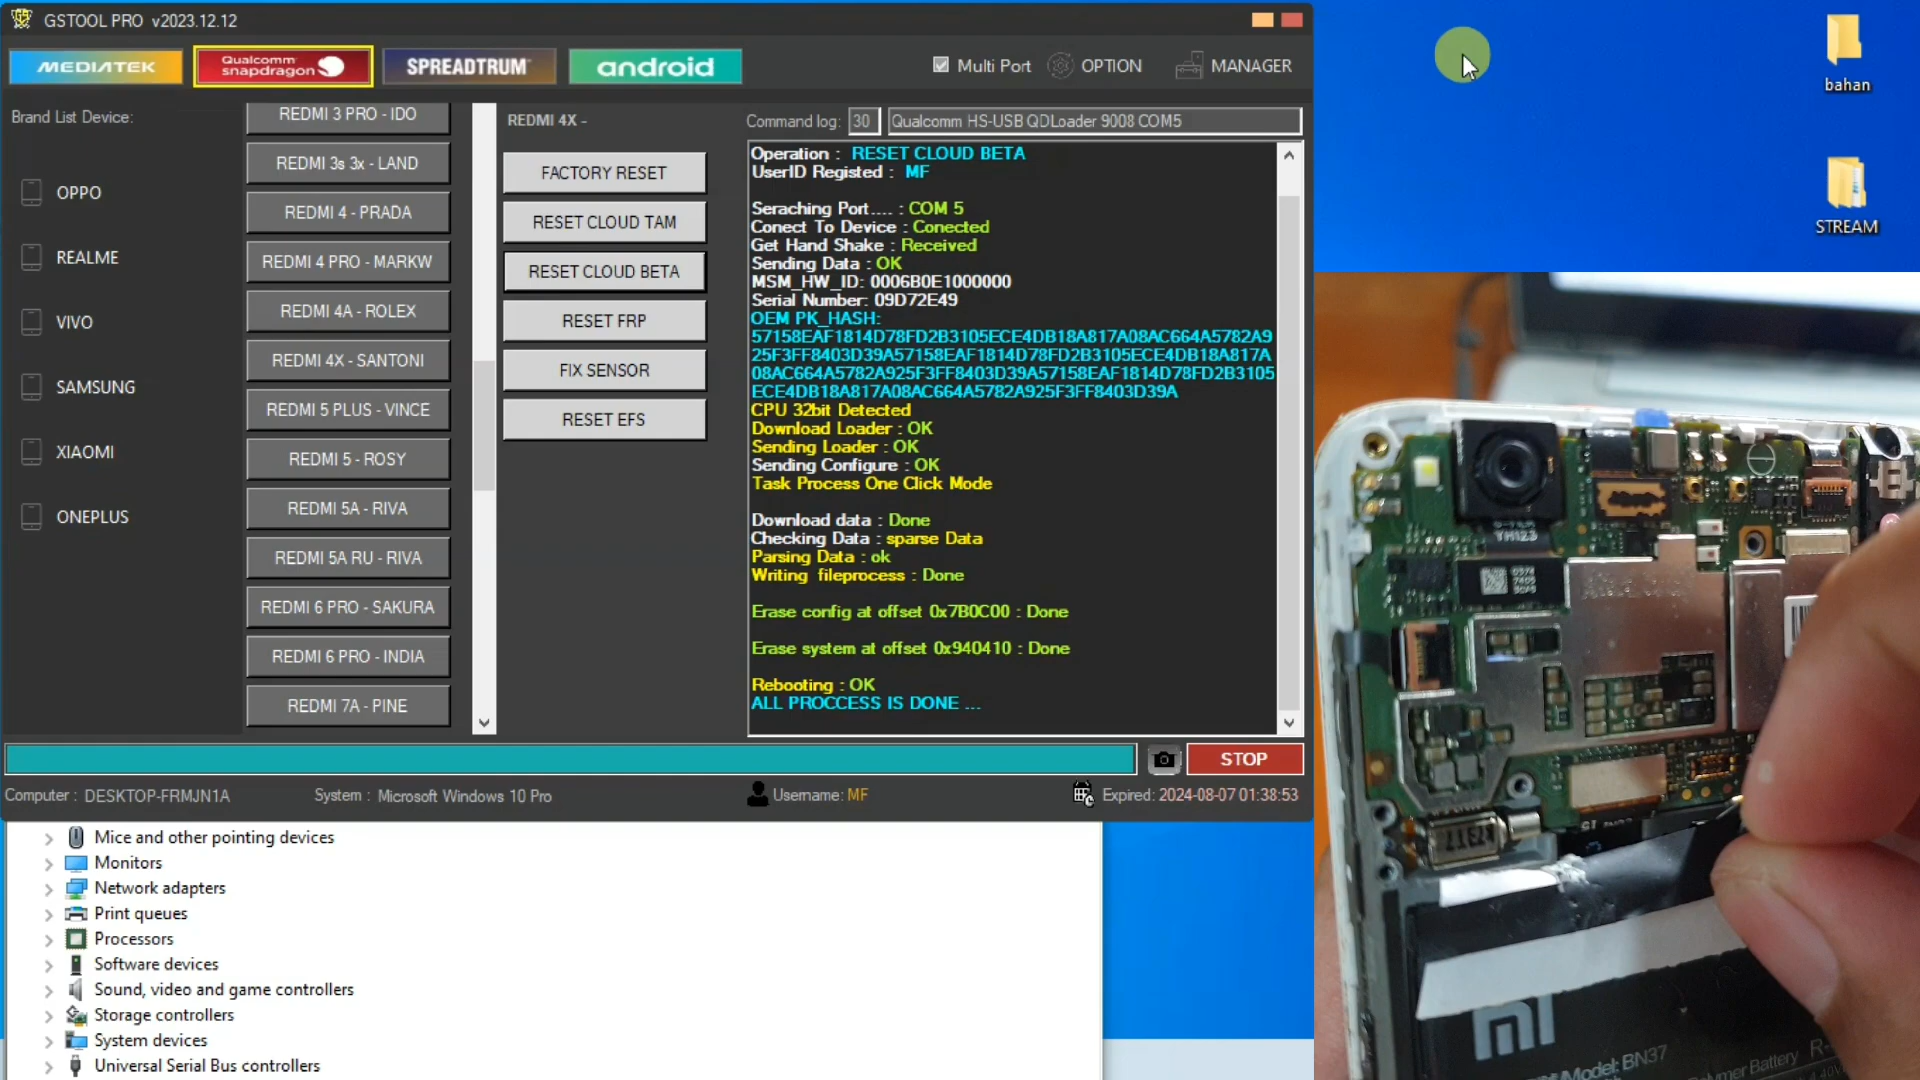 GSTOOL PRO v2023.12.12
MEDIATEK
Qualcomm snapdragon
SPREADTRUM
android
Multi Port
OPTION
MANAGER
Brand List Device:
OPPO
REALME
VIVO
SAMSUNG
XIAOMI
ONEPLUS
REDMI 3 PRO - IDO
REDMI 3s 3x - LAND
REDMI 4 - PRADA
REDMI 4 PRO - MARKW
REDMI 4A - ROLEX
REDMI 4X - SANTONI
REDMI 5 PLUS - VINCE
REDMI 5 - ROSY
REDMI 5A - RIVA
REDMI 5A RU - RIVA
REDMI 6 PRO - SAKURA
REDMI 6 PRO - INDIA
REDMI 7A - PINE
REDMI 4X -
FACTORY RESET
RESET CLOUD TAM
RESET CLOUD BETA
RESET FRP
FIX SENSOR
RESET EFS
Command log: 30 Qualcomm HS-USB QDLoader 9008 COM5
Operation : RESET CLOUD BETA
UserID Registed : MF
Seraching Port.... : COM 5
Conect To Device : Conected
Get Hand Shake : Received
Sending Data : OK
MSM_HW_ID: 0006B0E1000000
Serial Number: 09D72E49
OEM PK_HASH:
57158EAF1814D78FD2B3105ECE4DB18A817A08AC664A5782A9
25F3FF8403D39A57158EAF1814D78FD2B3105ECE4DB18A817A
08AC664A5782A925F3FF8403D39A57158EAF1814D78FD2B3105
ECE4DB18A817A08AC664A5782A925F3FF8403D39A
CPU 32bit Detected
Download Loader : OK
Sending Loader : OK
Sending Configure : OK
Task Process One Click Mode
Download data : Done
Checking Data : sparse Data
Parsing Data : ok
Writing fileprocess : Done
Erase config at offset 0x7B0C00 : Done
Erase system at offset 0x940410 : Done
Rebooting : OK
ALL PROCCESS IS DONE ...
STOP
Computer : DESKTOP-FRMJN1A
System : Microsoft Windows 10 Pro
Username: MF
Expired: 2024-08-07 01:38:53
Mice and other pointing devices
Monitors
Network adapters
Print queues
Processors
Software devices
Sound, video and game controllers
Storage controllers
System devices
Universal Serial Bus controllers
bahan
STREAM
mi
Model: BN37